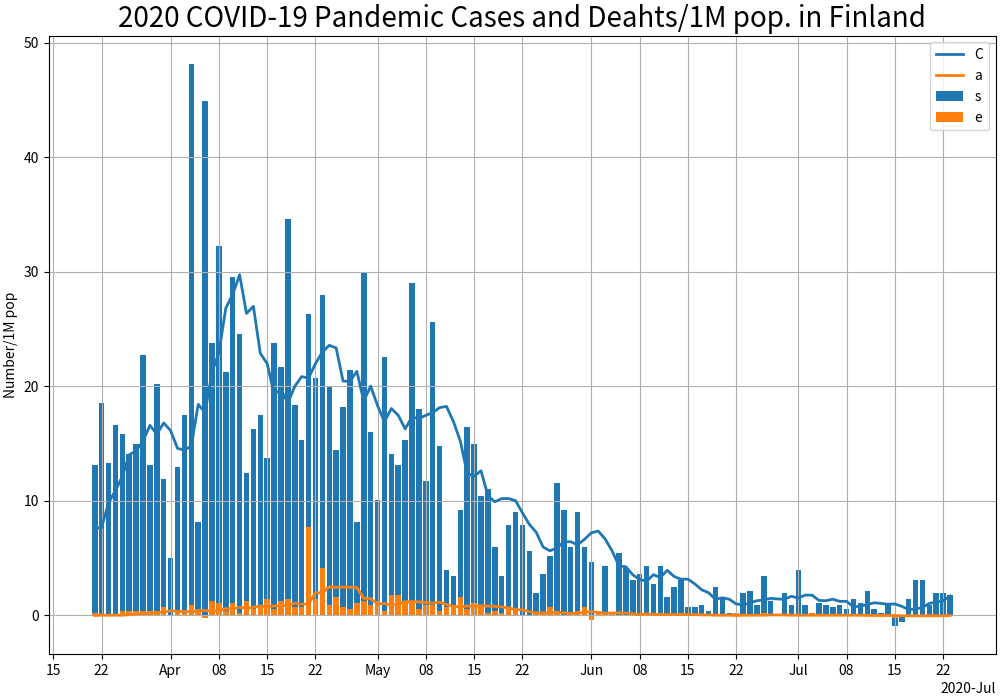 2020 COVID-19 Pandemic Cases and Deahts/1M pop. in Finland
C
a
s
e
Number/1M pop
50
40
30
20
10
0
15 22 Apr 08 15 22 May 08 15 22 Jun 08 15 22 Jul 08 15 22
2020-Jul